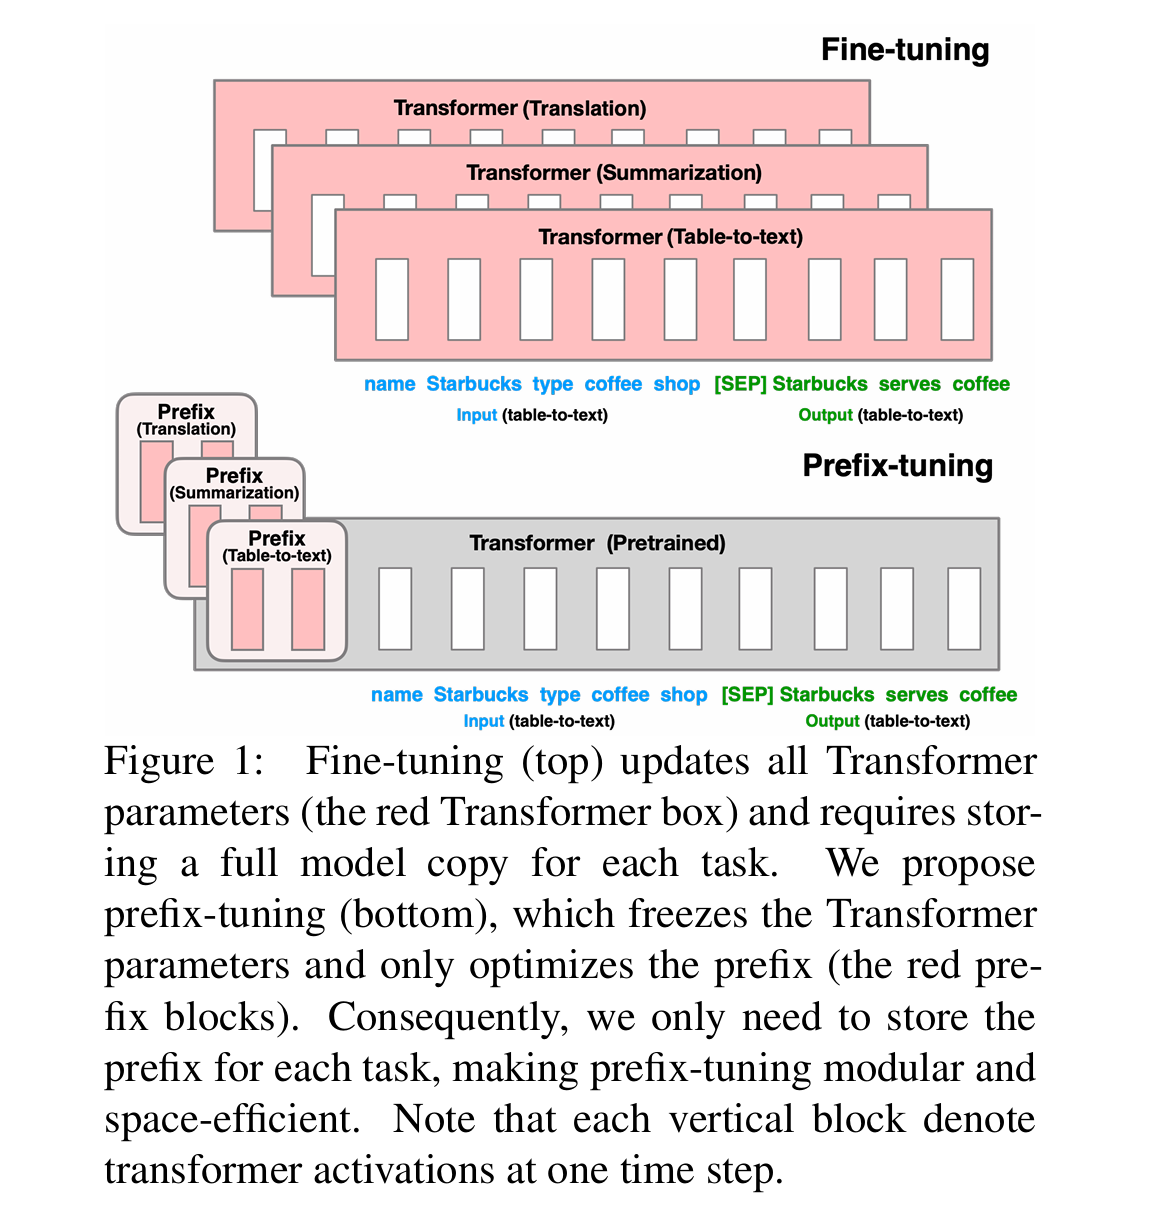 Fine-tuning
Transformer (Translation)
Transformer (Summarization)
Transformer (Table-to-text)
name Starbucks type coffee shop [SEP] Starbucks serves coffee
Input (table-to-text) Output (table-to-text)
Prefix
(Translation)
Prefix-tuning
Prefix
(Summarization)
Prefix
(Table-to-text)
Transformer (Pretrained)
name Starbucks type coffee shop [SEP] Starbucks serves coffee
Input (table-to-text) Output (table-to-text)
Figure 1: Fine-tuning (top) updates all Transformer
parameters (the red Transformer box) and requires stor-
ing a full model copy for each task. We propose
prefix-tuning (bottom), which freezes the Transformer
parameters and only optimizes the prefix (the red pre-
fix blocks). Consequently, we only need to store the
prefix for each task, making prefix-tuning modular and
space-efficient. Note that each vertical block denote
transformer activations at one time step.